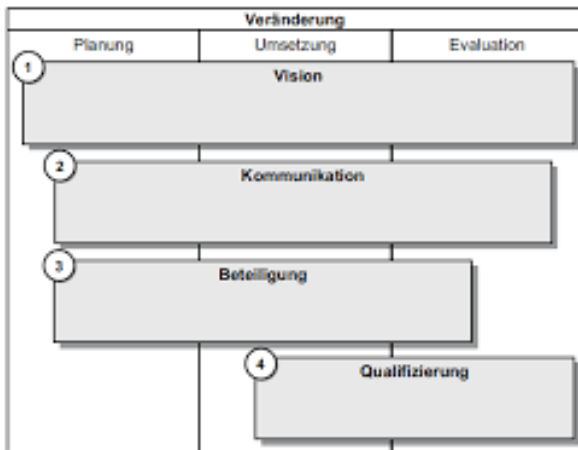 Veränderung
Planung Umsetzung Evaluation
1
Vision
2
Kommunikation
3
Beteiligung
4
Qualifizierung